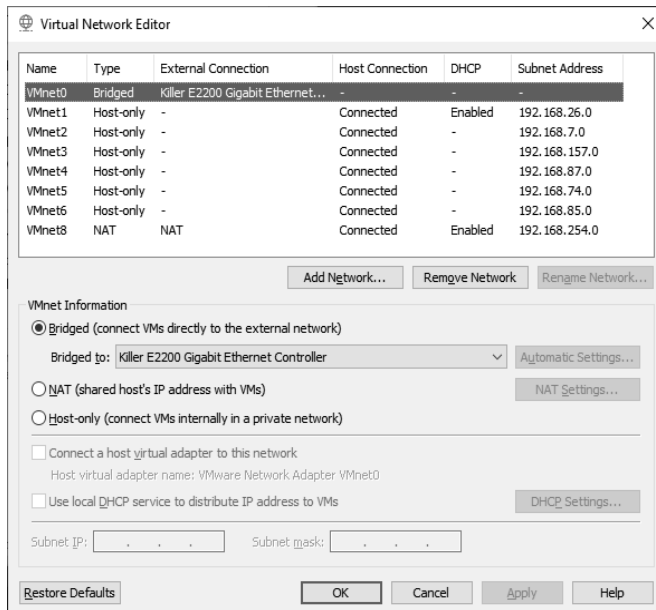 Virtual Network Editor
Name Type External Connection Host Connection DHCP Subnet Address
VMnet0 Bridged Killer E2200 Gigabit Ethernet... - - -
VMnet1 Host-only - Connected Enabled 192.168.26.0
VMnet2 Host-only - Connected - 192.168.7.0
VMnet3 Host-only - Connected - 192.168.157.0
VMnet4 Host-only - Connected - 192.168.87.0
VMnet5 Host-only - Connected - 192.168.74.0
VMnet6 Host-only - Connected - 192.168.85.0
VMnet8 NAT NAT Connected Enabled 192.168.254.0
Add Network... Remove Network Rename Network...
VMnet Information
Bridged (connect VMs directly to the external network)
Bridged to: Killer E2200 Gigabit Ethernet Controller Automatic Settings...
NAT (shared host's IP address with VMs) NAT Settings...
Host-only (connect VMs internally in a private network)
Connect a host virtual adapter to this network
Host virtual adapter name: VMware Network Adapter VMnet0
Use local DHCP service to distribute IP address to VMs DHCP Settings...
Subnet IP: . . . Subnet mask: . . .
Restore Defaults OK Cancel Apply Help